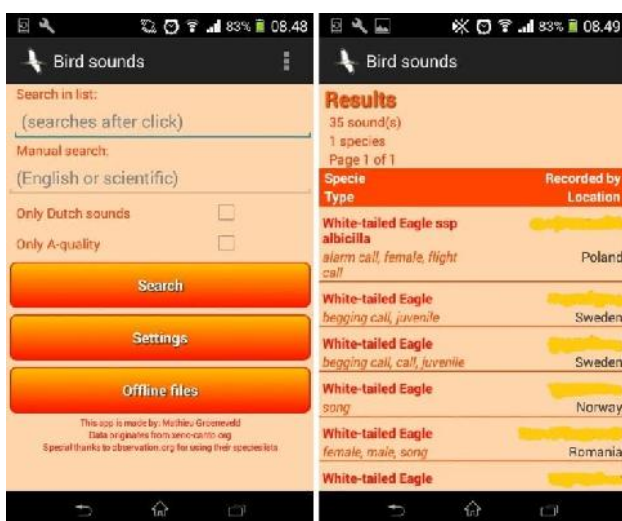 83% 08.48
Bird sounds
Search in list:
(searches after click)
Manual search:
(English or scientific)
Only Dutch sounds
Only A-quality
Search
Settings
Offline files
This app is made by: Mathieu Groeneveld
Data originates from xeno-canto.org
Special thanks to observation.org for using their specieslists
83% 08.49
Bird sounds
Results
35 sound(s)
1 species
Page 1 of 1
Specie Recorded by
Type Location
White-tailed Eagle ssp
albicilla
alarm call, female, flight Poland
call
White-tailed Eagle
begging call, juvenile Sweden
White-tailed Eagle
begging call, call, juvenile Sweden
White-tailed Eagle
song Norway
White-tailed Eagle
female, male, song Romania
White-tailed Eagle